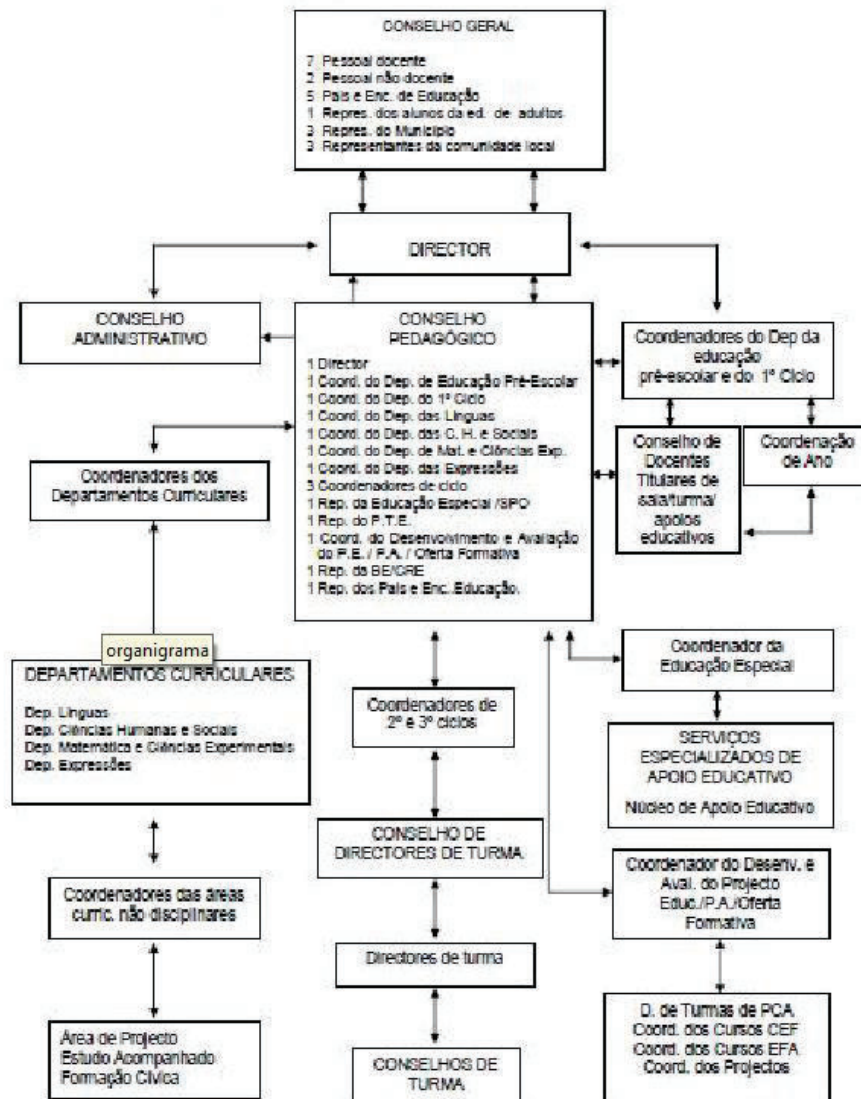 CONSELHO GERAL
7 Pessoal docente
2 Pessoal não docente
5 Pais e Enc. de Educação
1 Repres. dos alunos da ed. de adultos
3 Repres. do Município
3 Representantes da comunidade local
DIRECTOR
CONSELHO
ADMINISTRATIVO
CONSELHO
PEDAGÓGICO
1 Director
1 Coord. do Dep. de Educação Pré-Escolar
1 Coord. do Dep. do 1º Ciclo
1 Coord. do Dep. das Línguas
1 Coord. do Dep. das C. H. e Sociais
1 Coord. do Dep. de Mat. e Ciências Exp.
1 Coord. do Dep. das Expressões
3 Coordenadores de ciclo
1 Rep. da Educação Especial /SPO
1 Rep. do P.T.E.
1 Coord. do Desenvolvimento e Avaliação
do P.E. / P.A. / Oferta Formativa
1 Rep. da BE/CRE
1 Rep. dos Pais e Enc. Educação.
Coordenadores do Dep da
educação
pré-escolar e do 1º Ciclo
Conselho de
Docentes
Titulares de
sala/turma/
apoios
educativos
Coordenação
de Ano
Coordenadores dos
Departamentos Curriculares
organigrama
DEPARTAMENTOS CURRICULARES
Dep. Línguas
Dep. Ciências Humanas e Sociais
Dep. Matemática e Ciências Experimentais
Dep. Expressões
Coordenadores das áreas
curric. não disciplinares
Área de Projecto
Estudo Acompanhado
Formação Cívica
Coordenadores de
2º e 3º ciclos
CONSELHO DE
DIRECTORES DE TURMA
Directores de turma
CONSELHOS DE
TURMA
Coordenador da
Educação Especial
SERVIÇOS
ESPECIALIZADOS DE
APOIO EDUCATIVO
Núcleo de Apoio Educativo
Coordenador do Desenv. e
Aval. do Projecto
Educ./P.A./Oferta
Formativa
D. de Turmas de PCA
Coord. dos Cursos CEF
Coord. dos Cursos EFA
Coord. dos Projectos